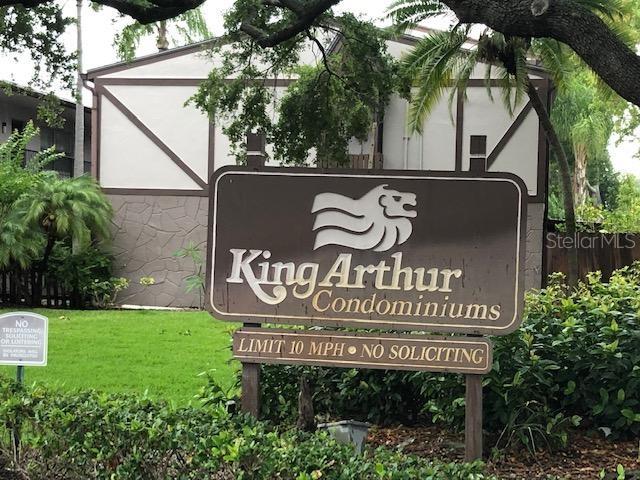 King Arthur
Condominiums
LIMIT 10 MPH • NO SOLICITING
NO
TRESPASSING
SOLICITING
OR LOITERING
StellarMLS